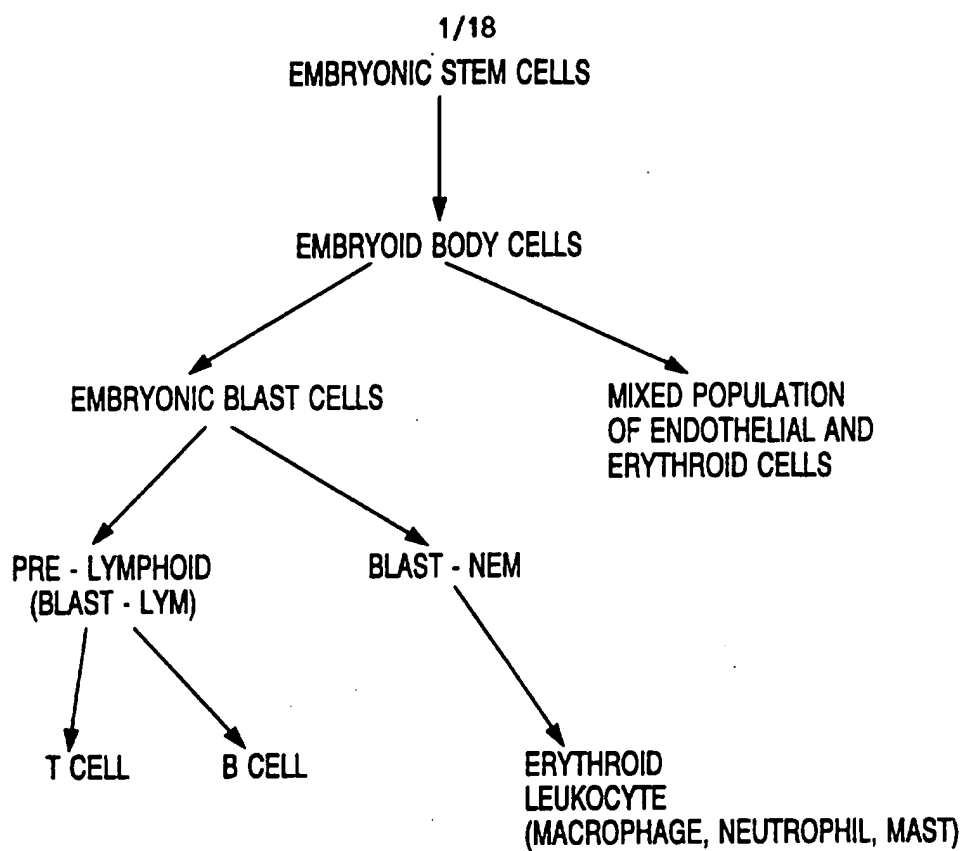 1/18
EMBRYONIC STEM CELLS
EMBRYOID BODY CELLS
EMBRYONIC BLAST CELLS
MIXED POPULATION
OF ENDOTHELIAL AND
ERYTHROID CELLS
PRE - LYMPHOID
(BLAST - LYM)
BLAST - NEM
T CELL
B CELL
ERYTHROID
LEUKOCYTE
(MACROPHAGE, NEUTROPHIL, MAST)